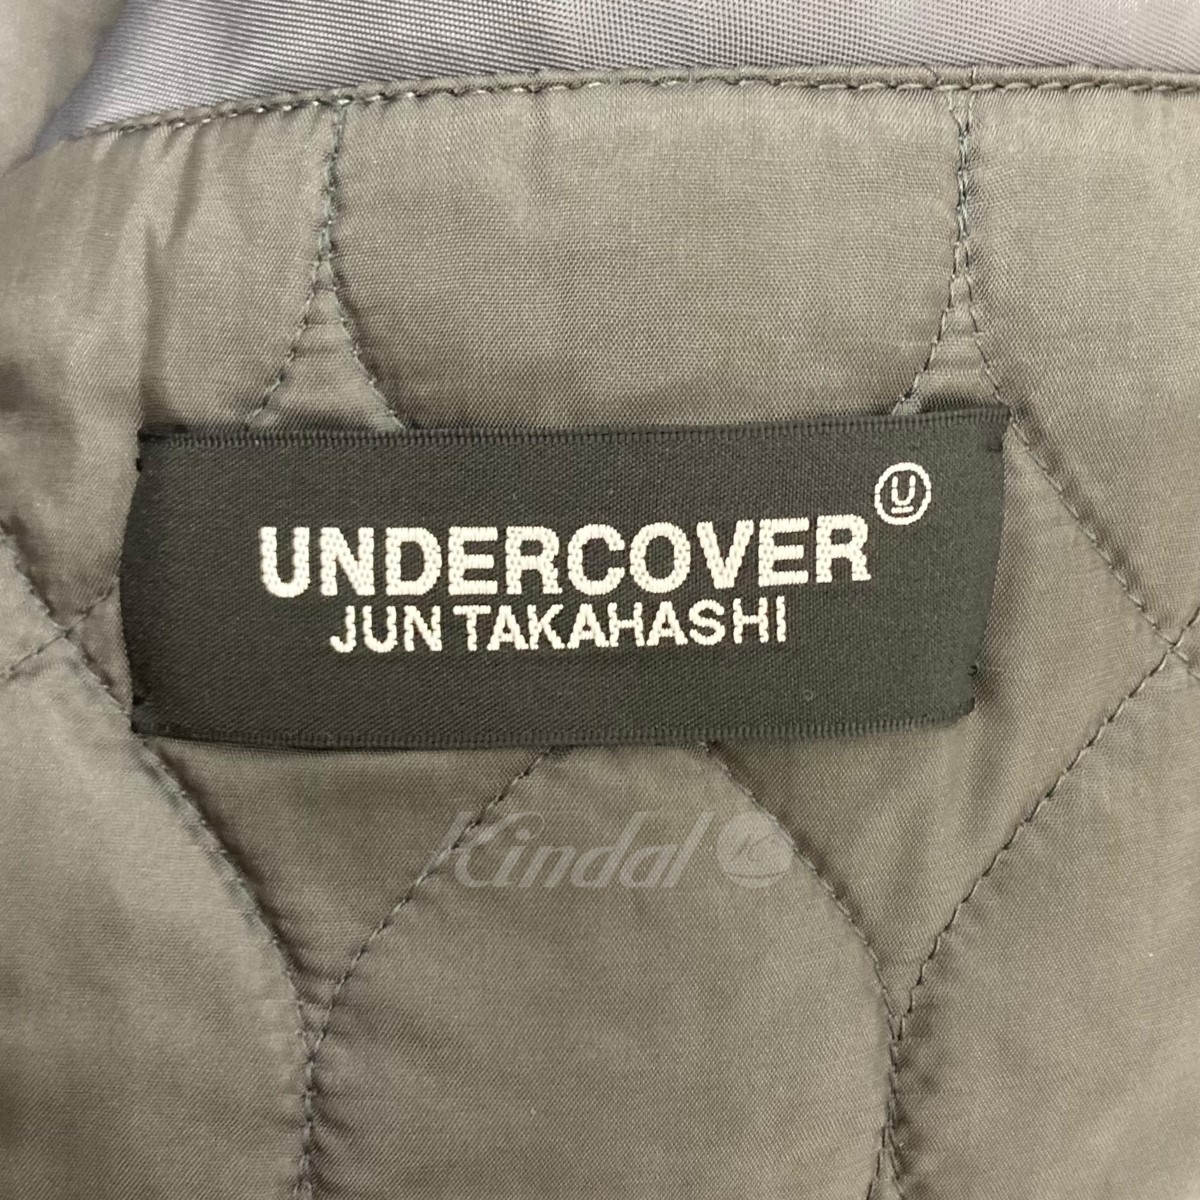 UNDERCOVER Ⓤ
JUN TAKAHASHI
Kindal K